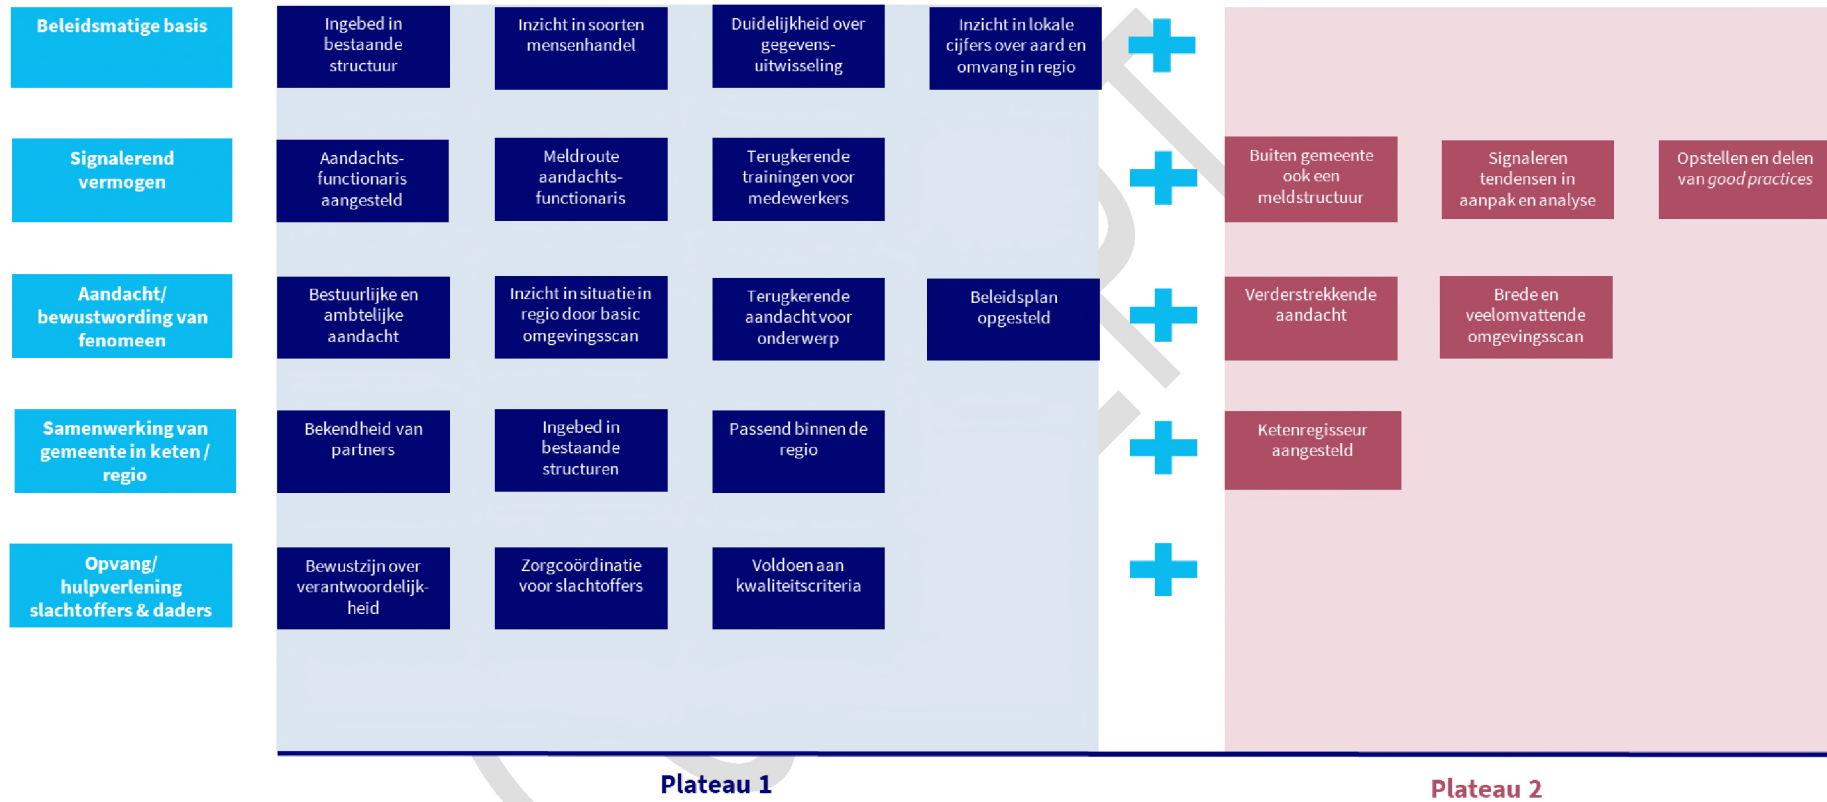 Beleidsmatige basis
Ingebed in
bestaande
structuur
Inzicht in soorten
mensenhandel
Duidelijkheid over
gegevens-
uitwisseling
Inzicht in lokale
cijfers over aard en
omvang in regio
Signalerend
vermogen
Aandachts-
functionaris
aangesteld
Meldroute
aandachts-
functionaris
Terugkerende
trainingen voor
medewerkers
Buiten gemeente
ook een
meldstructuur
Signaleren
tendensen in
aanpak en analyse
Opstellen en delen
van good practices
Aandacht/
bewustwording van
fenomeen
Bestuurlijke en
ambtelijke
aandacht
Inzicht in situatie in
regio door basic
omgevingsscan
Terugkerende
aandacht voor
onderwerp
Beleidsplan
opgesteld
Verderstrekkende
aandacht
Brede en
veelomvattende
omgevingsscan
Samenwerking van
gemeente in keten /
regio
Bekendheid van
partners
Ingebed in
bestaande
structuren
Passend binnen de
regio
Ketenregisseur
aangesteld
Opvang/
hulpverlening
slachtoffers & daders
Bewustzijn over
verantwoordelijk-
heid
Zorgcoördinatie
voor slachtoffers
Voldoen aan
kwaliteitscriteria
Plateau 1
Plateau 2